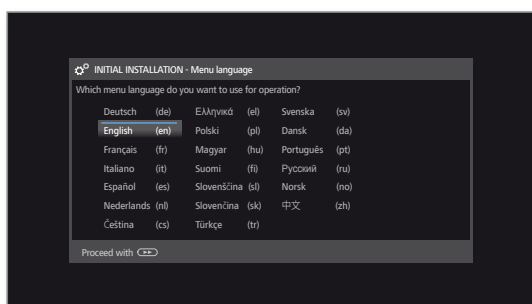 INITIAL INSTALLATION - Menu language
Which menu language do you want to use for operation?
Deutsch (de) Ελληνικά (el) Svenska (sv)
English (en) Polski (pl) Dansk (da)
Français (fr) Magyar (hu) Português (pt)
Italiano (it) Suomi (fi) Русский (ru)
Español (es) Slovenščina (sl) Norsk (no)
Nederlands (nl) Slovenčina (sk) 中文 (zh)
Čeština (cs) Türkçe (tr)
Proceed with